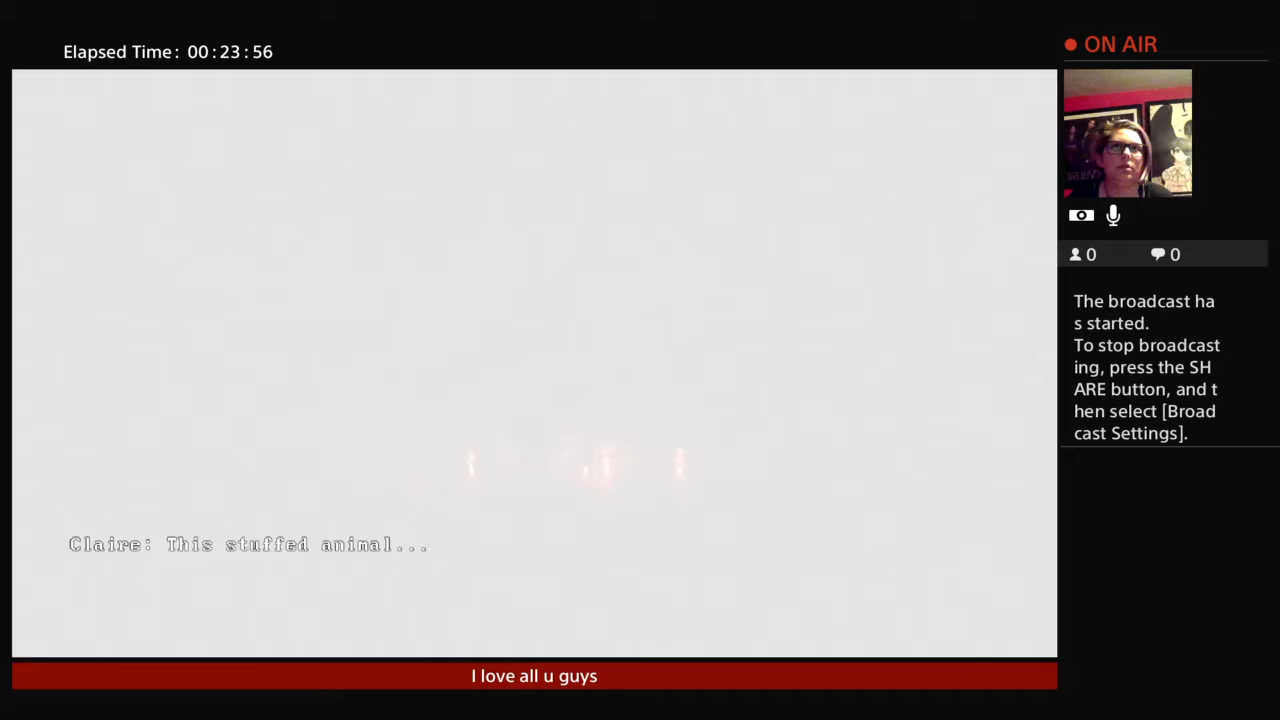 Elapsed Time: 00:23:56
ON AIR
0
0
The broadcast ha
s started.
To stop broadcast
ing, press the SH
ARE button, and t
hen select [Broad
cast Settings].
Claire: This stuffed animal...
I love all u guys